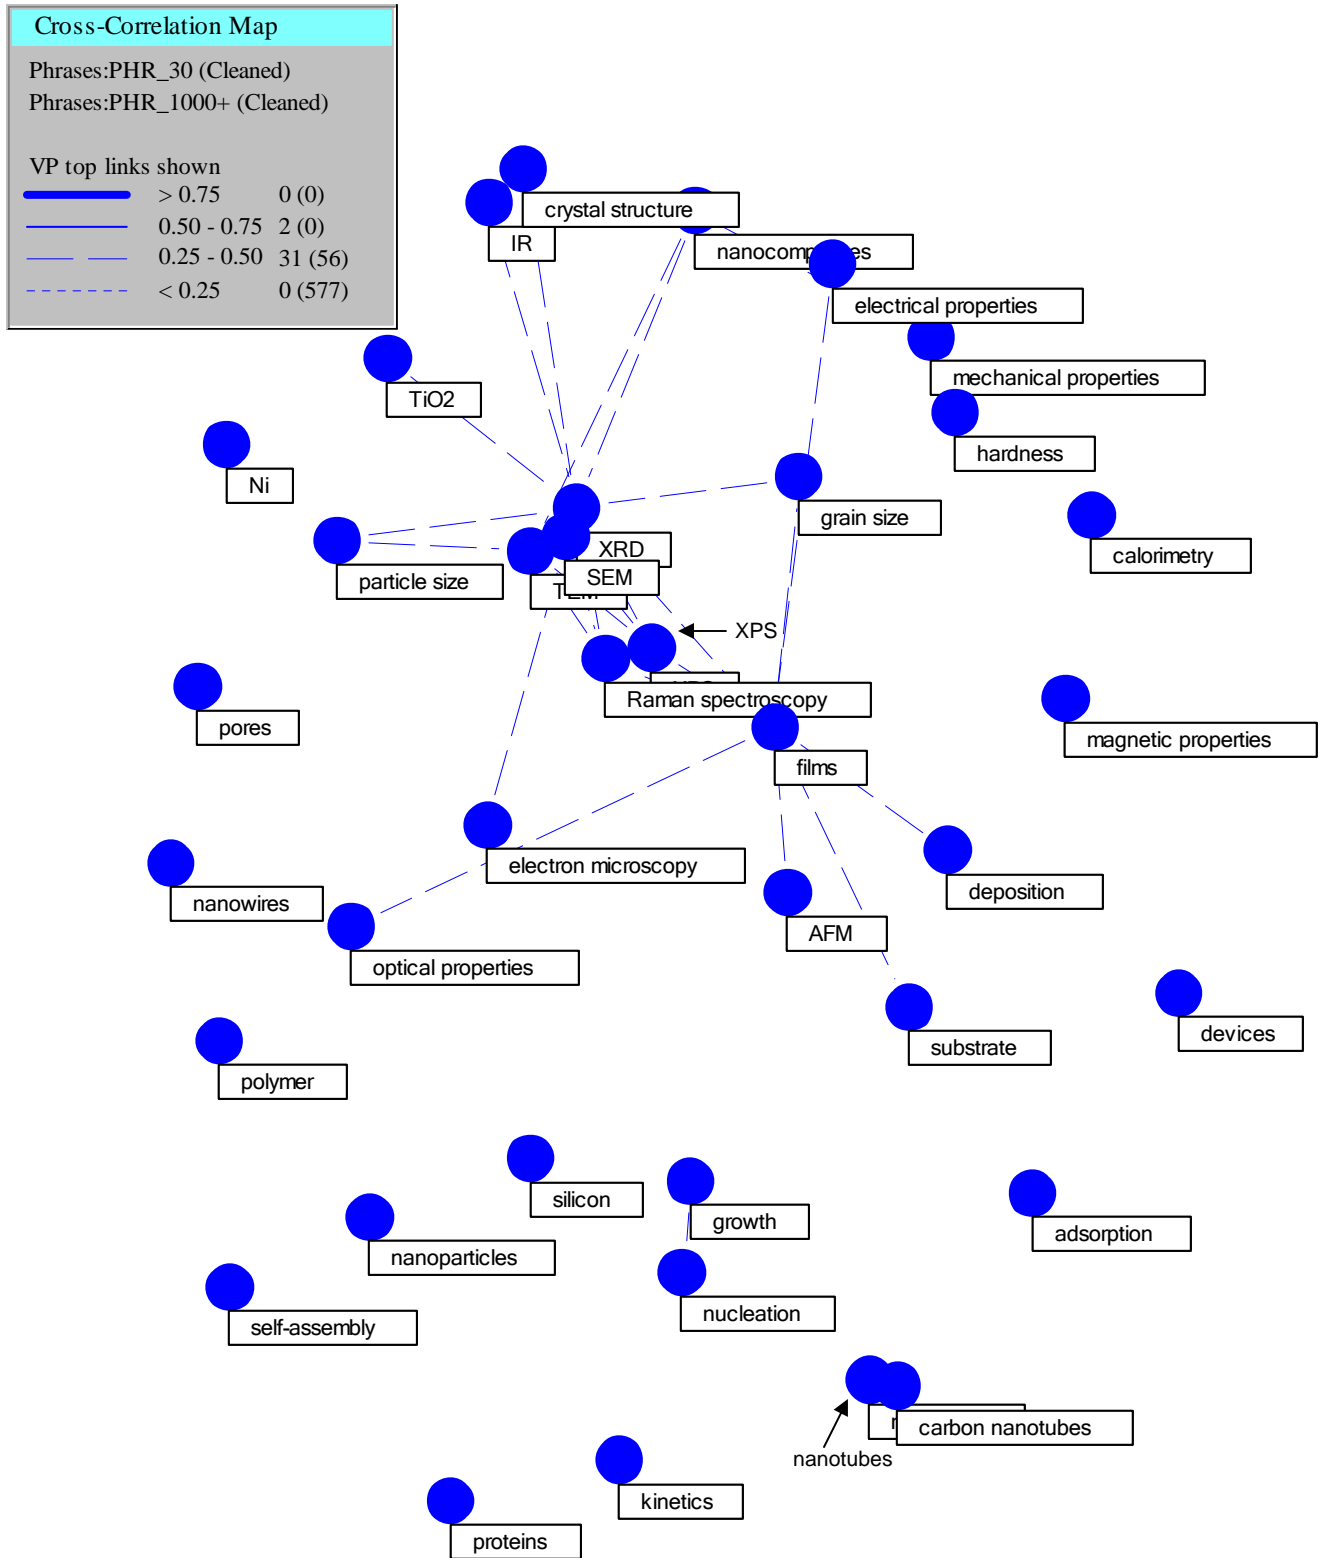 Cross-Correlation Map
Phrases:PHR_30 (Cleaned)
Phrases:PHR_1000+ (Cleaned)
VP top links shown
> 0.75 0 (0)
0.50 - 0.75 2 (0)
0.25 - 0.50 31 (56)
< 0.25 0 (577)
crystal structure
IR
nanocomposites
electrical properties
mechanical properties
TiO2
hardness
Ni
grain size
calorimetry
XRD
SEM
TEM
particle size
XPS
Raman spectroscopy
pores
magnetic properties
films
electron microscopy
deposition
nanowires
AFM
optical properties
devices
substrate
polymer
silicon
growth
adsorption
nanoparticles
nucleation
self-assembly
carbon nanotubes
nanotubes
kinetics
proteins